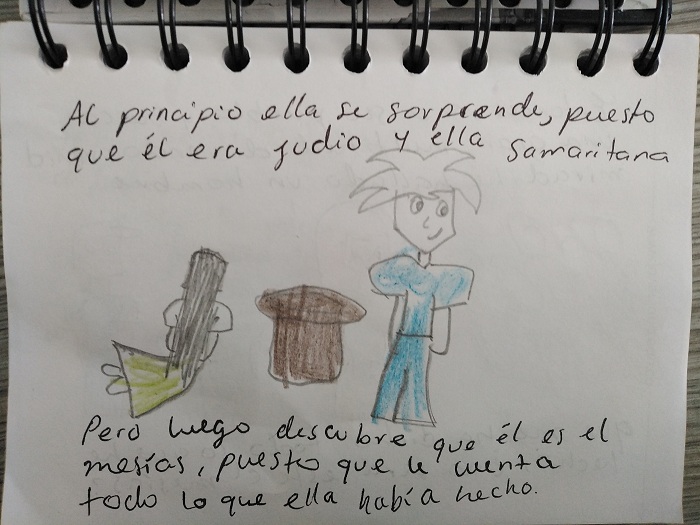 Al principio ella se sorprende, puesto
que él era judio y ella Samaritana
Pero luego descubre que él es el
mesías, puesto que le cuenta
todo lo que ella había hecho.